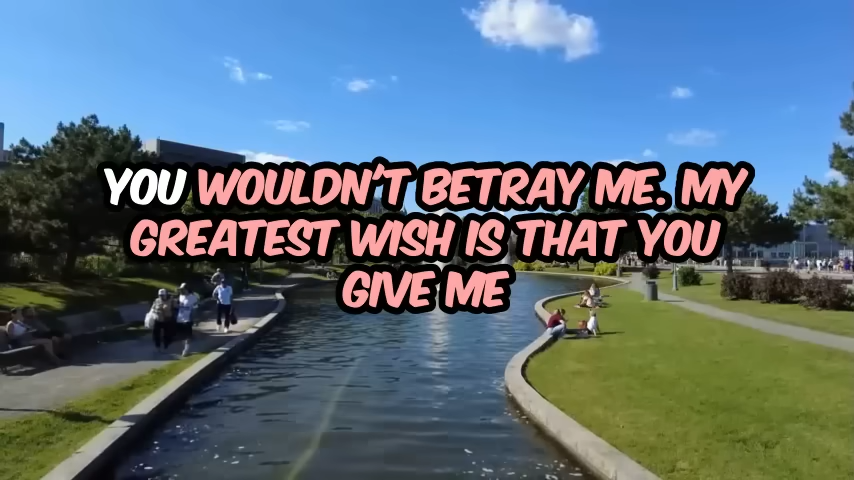 YOU WOULDN'T BETRAY ME. MY
GREATEST WISH IS THAT YOU
GIVE ME